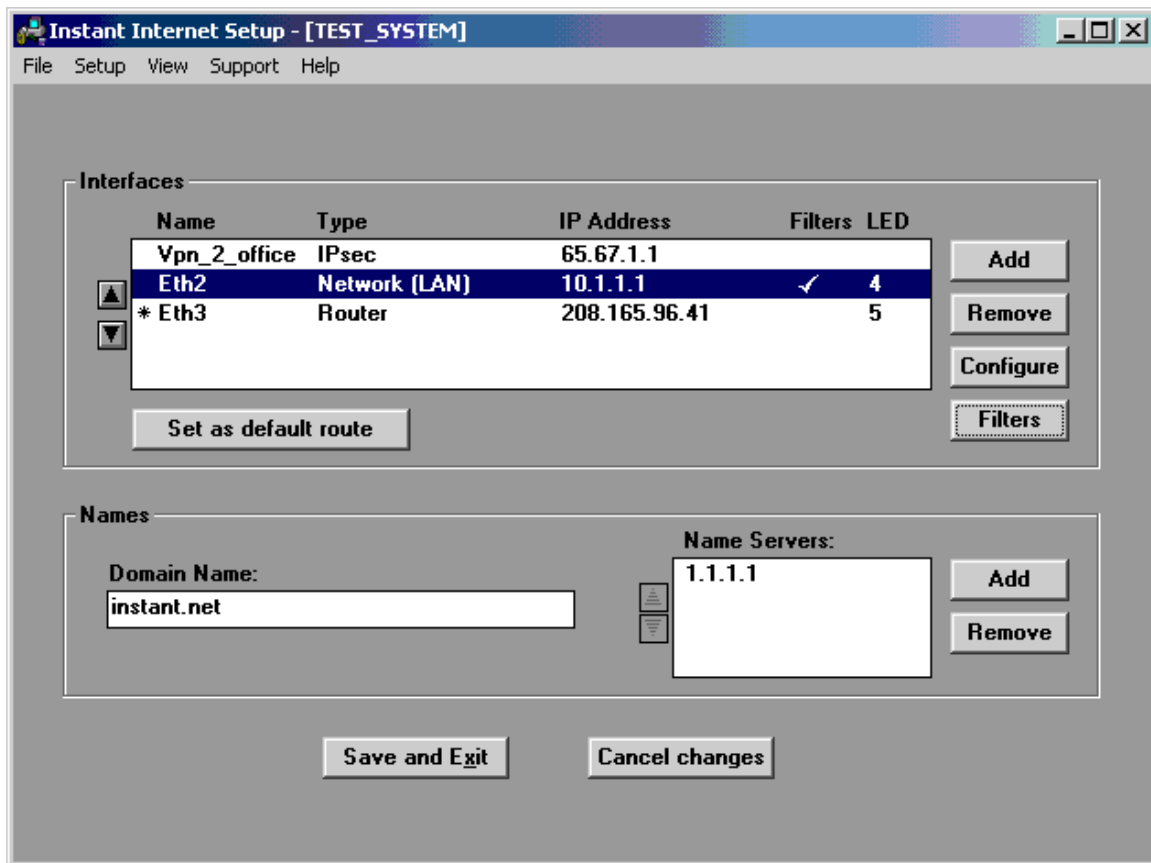 Instant Internet Setup - [TEST_SYSTEM]
File Setup View Support Help
Interfaces
Name Type IP Address Filters LED
Vpn_2_office IPsec 65.67.1.1
Eth2 Network (LAN) 10.1.1.1 ✓ 4
* Eth3 Router 208.165.96.41 5
Add
Remove
Configure
Filters
Set as default route
Names
Domain Name:
instant.net
Name Servers:
1.1.1.1
Add
Remove
Save and Exit Cancel changes